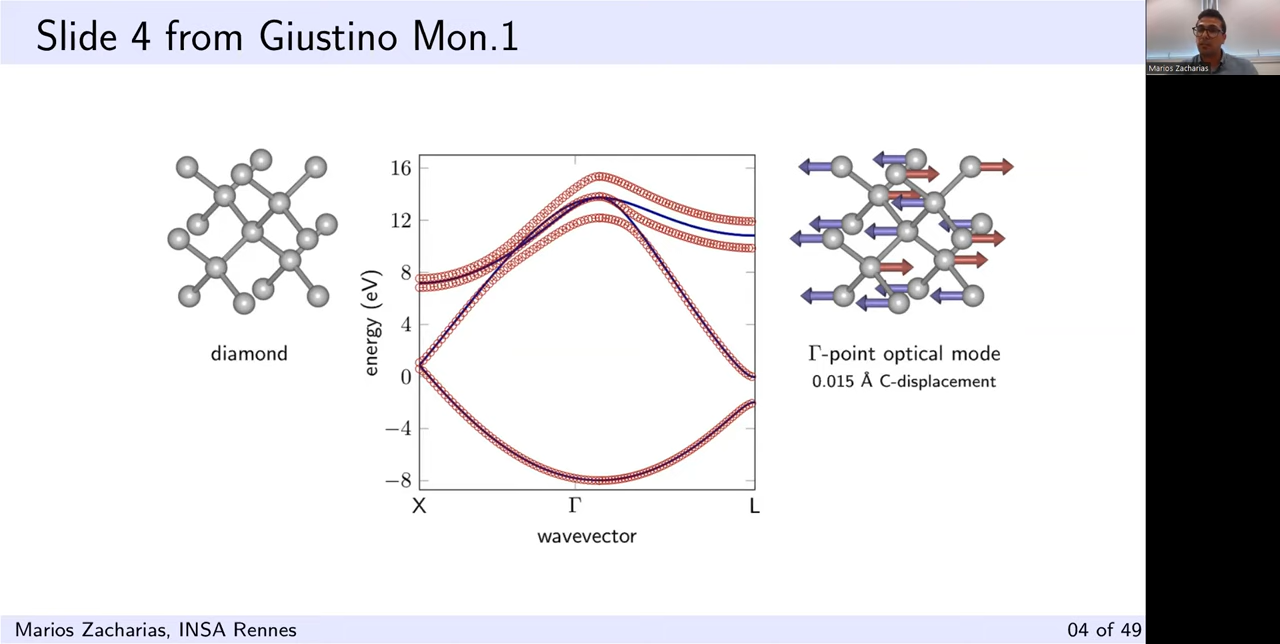 Slide 4 from Giustino Mon.1
Marios Zacharias
diamond
energy (eV)
16
12
8
4
0
−4
−8
X Γ L
wavevector
Γ-point optical mode
0.015 Å C-displacement
Marios Zacharias, INSA Rennes
04 of 49